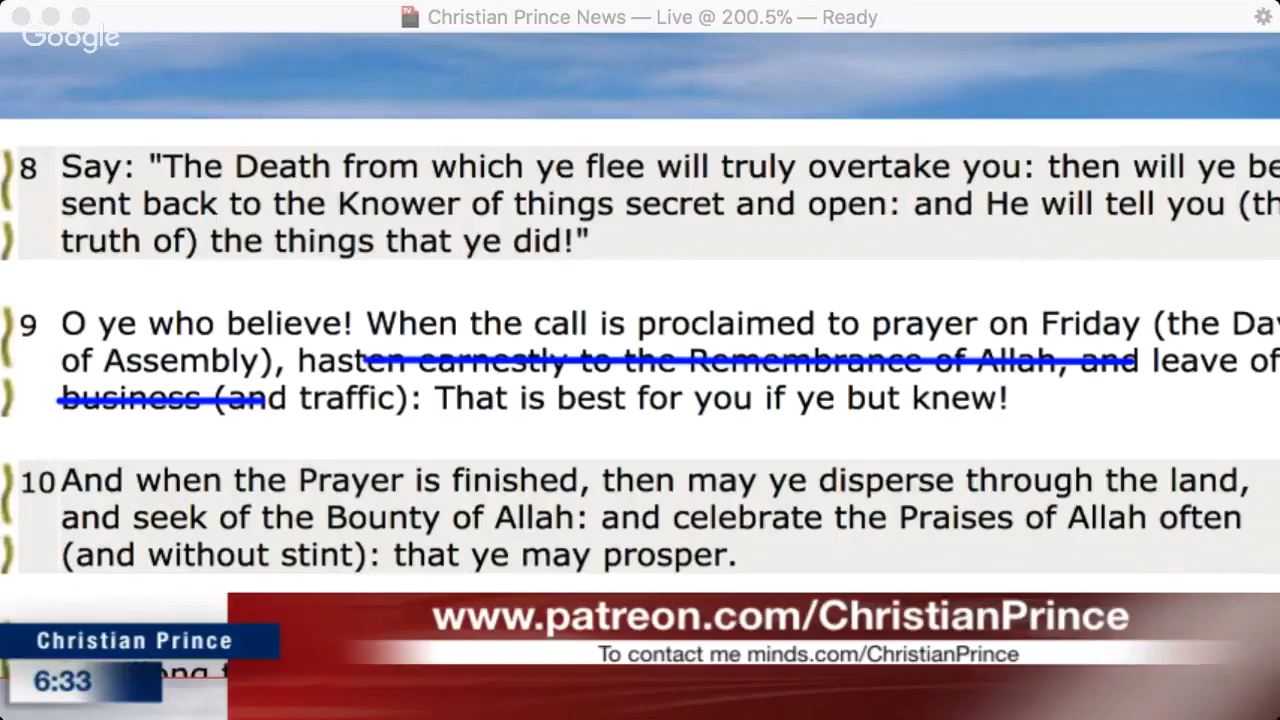 Christian Prince News — Live @ 200.5% — Ready
Google
8 Say: "The Death from which ye flee will truly overtake you: then will ye be
sent back to the Knower of things secret and open: and He will tell you (th
truth of) the things that ye did!"
9 O ye who believe! When the call is proclaimed to prayer on Friday (the Day
of Assembly), hasten earnestly to the Remembrance of Allah, and leave of
business (and traffic): That is best for you if ye but knew!
10 And when the Prayer is finished, then may ye disperse through the land,
and seek of the Bounty of Allah: and celebrate the Praises of Allah often
(and without stint): that ye may prosper.
www.patreon.com/ChristianPrince
Christian Prince
To contact me minds.com/ChristianPrince
6:33